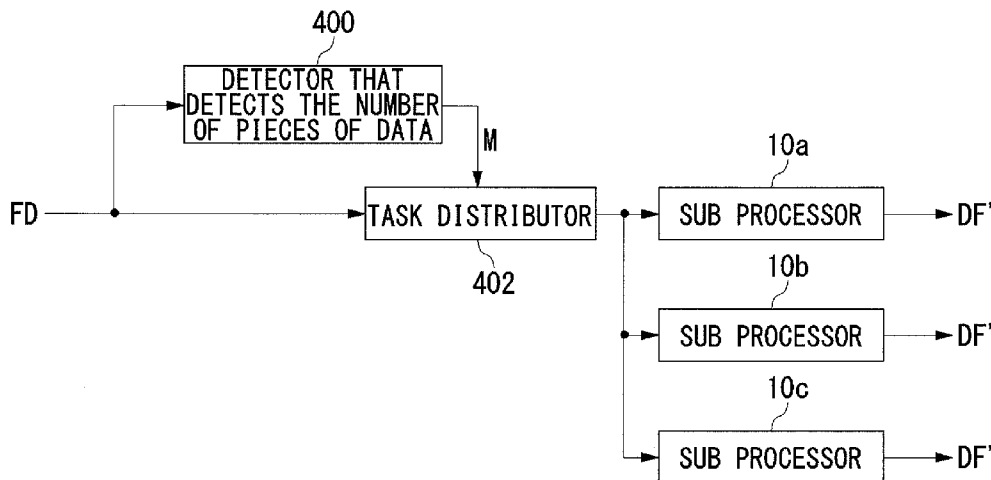 400
DETECTOR THAT
DETECTS THE NUMBER
OF PIECES OF DATA
M
FD
TASK DISTRIBUTOR
402
10a
SUB PROCESSOR
DF'
10b
SUB PROCESSOR
DF'
10c
SUB PROCESSOR
DF'